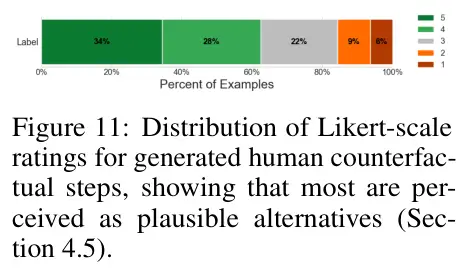 Label
34%
28%
22%
9%
6%
5
4
3
2
1
0%
20%
40%
60%
80%
100%
Percent of Examples
Figure 11: Distribution of Likert-scale
ratings for generated human counterfac-
tual steps, showing that most are per-
ceived as plausible alternatives (Sec-
tion 4.5).